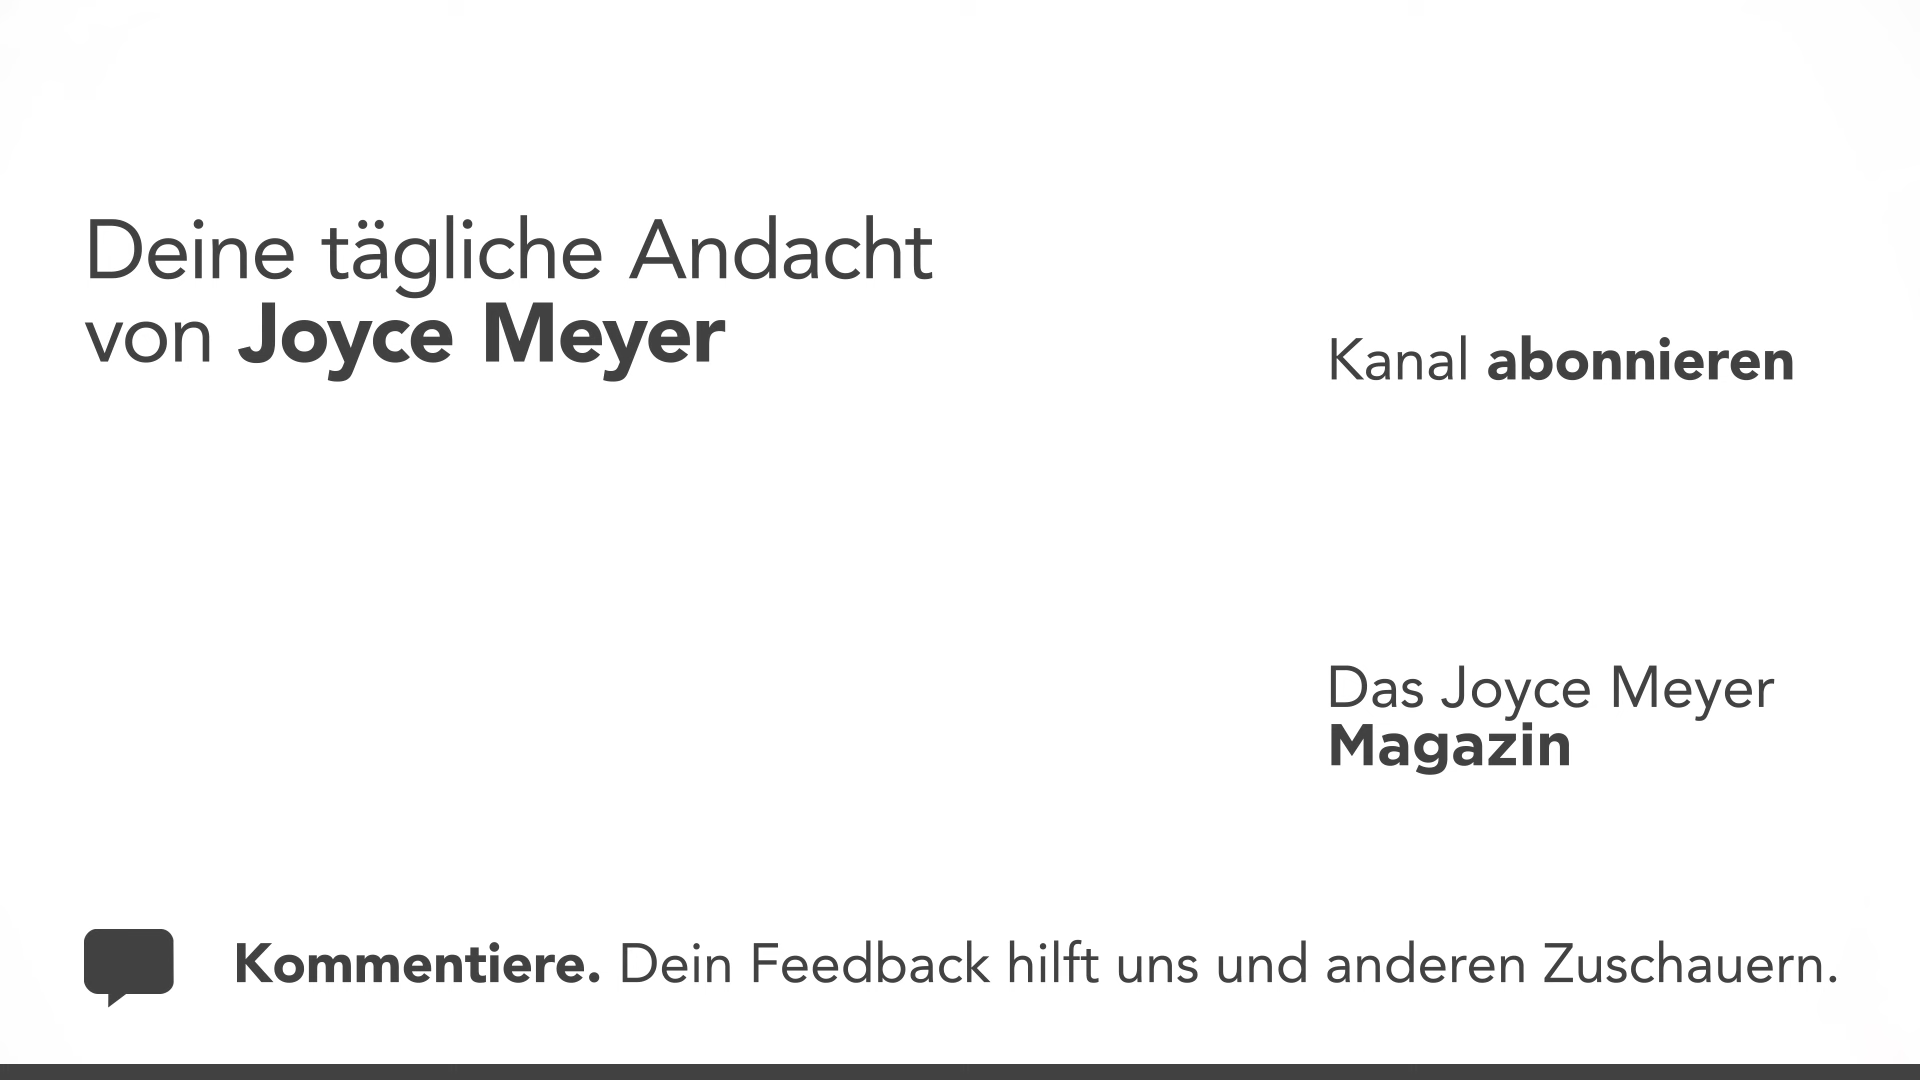 Deine tägliche Andacht
von Joyce Meyer
Kanal abonnieren
Das Joyce Meyer
Magazin
Kommentiere. Dein Feedback hilft uns und anderen Zuschauern.